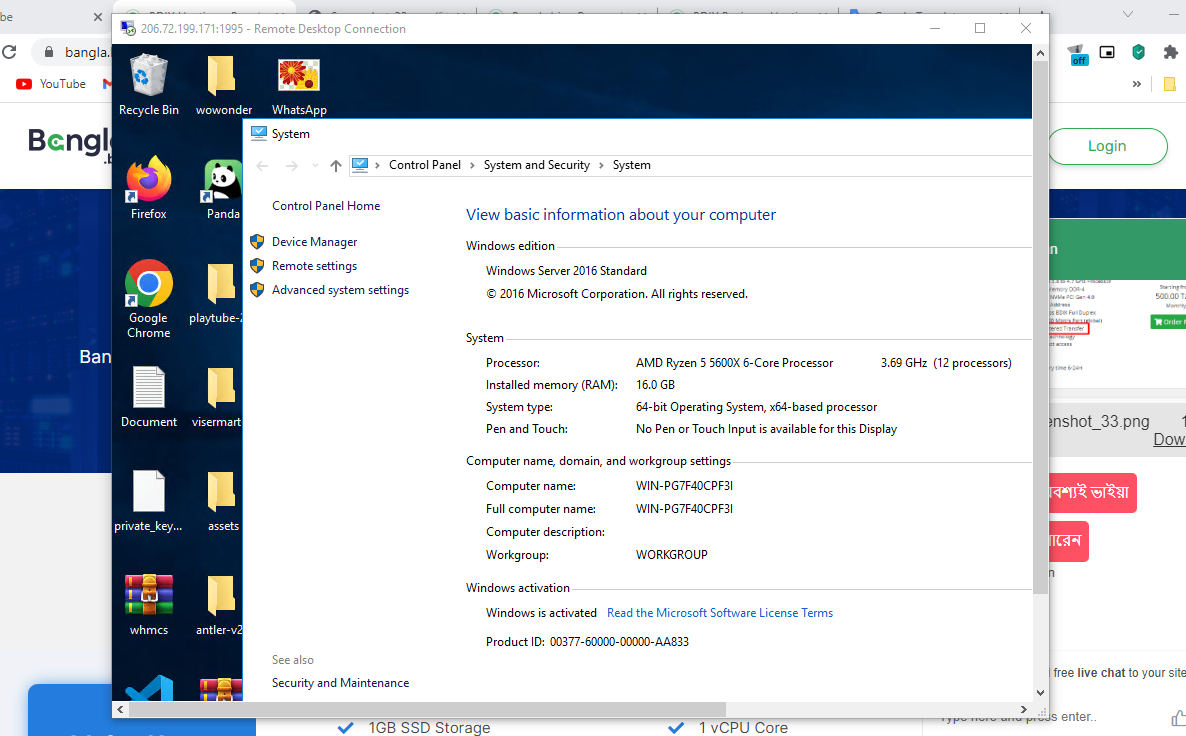 be
206.72.199.171:1995 - Remote Desktop Connection
off
bangla.
YouTube
Login
Recycle Bin
wowonder
WhatsApp
System
Control Panel
System and Security
System
Firefox
Panda
Control Panel Home
View basic information about your computer
Device Manager
Windows edition
Remote settings
Windows Server 2016 Standard
Advanced system settings
© 2016 Microsoft Corporation. All rights reserved.
Google
Chrome
playtube-2
500.00
System
Processor:
AMD Ryzen 5 5600X 6-Core Processor
3.69 GHz (12 processors)
Installed memory (RAM):
16.0 GB
System type:
64-bit Operating System, x64-based processor
Document
visermart
Pen and Touch:
No Pen or Touch Input is available for this Display
enshot_33.png
Computer name, domain, and workgroup settings
Computer name:
WIN-PG7F40CPF3I
Full computer name:
WIN-PG7F40CPF3I
private_key...
assets
Computer description:
Workgroup:
WORKGROUP
Windows activation
Windows is activated
Read the Microsoft Software License Terms
whmcs
antler-v2
Product ID: 00377-60000-00000-AA833
See also
Security and Maintenance
free live chat to your site
1GB SSD Storage
1 vCPU Core
Type here and press enter..